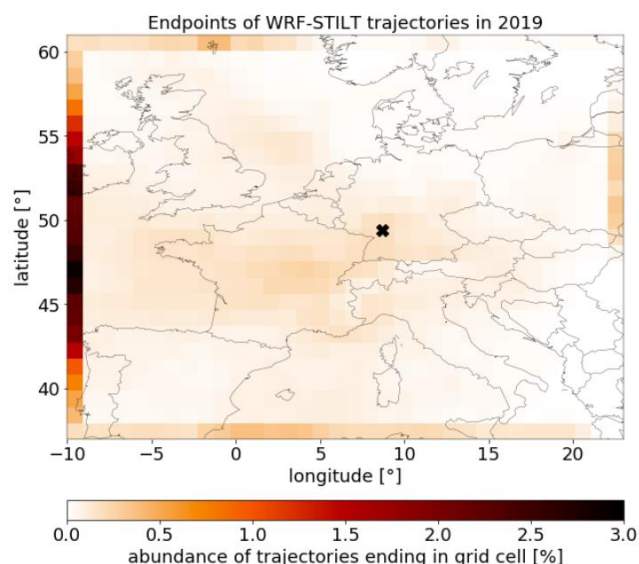 Endpoints of WRF-STILT trajectories in 2019
60
55
50
45
40
latitude [°]
-10 -5 0 5 10 15 20
longitude [°]
0.0 0.5 1.0 1.5 2.0 2.5 3.0
abundance of trajectories ending in grid cell [%]